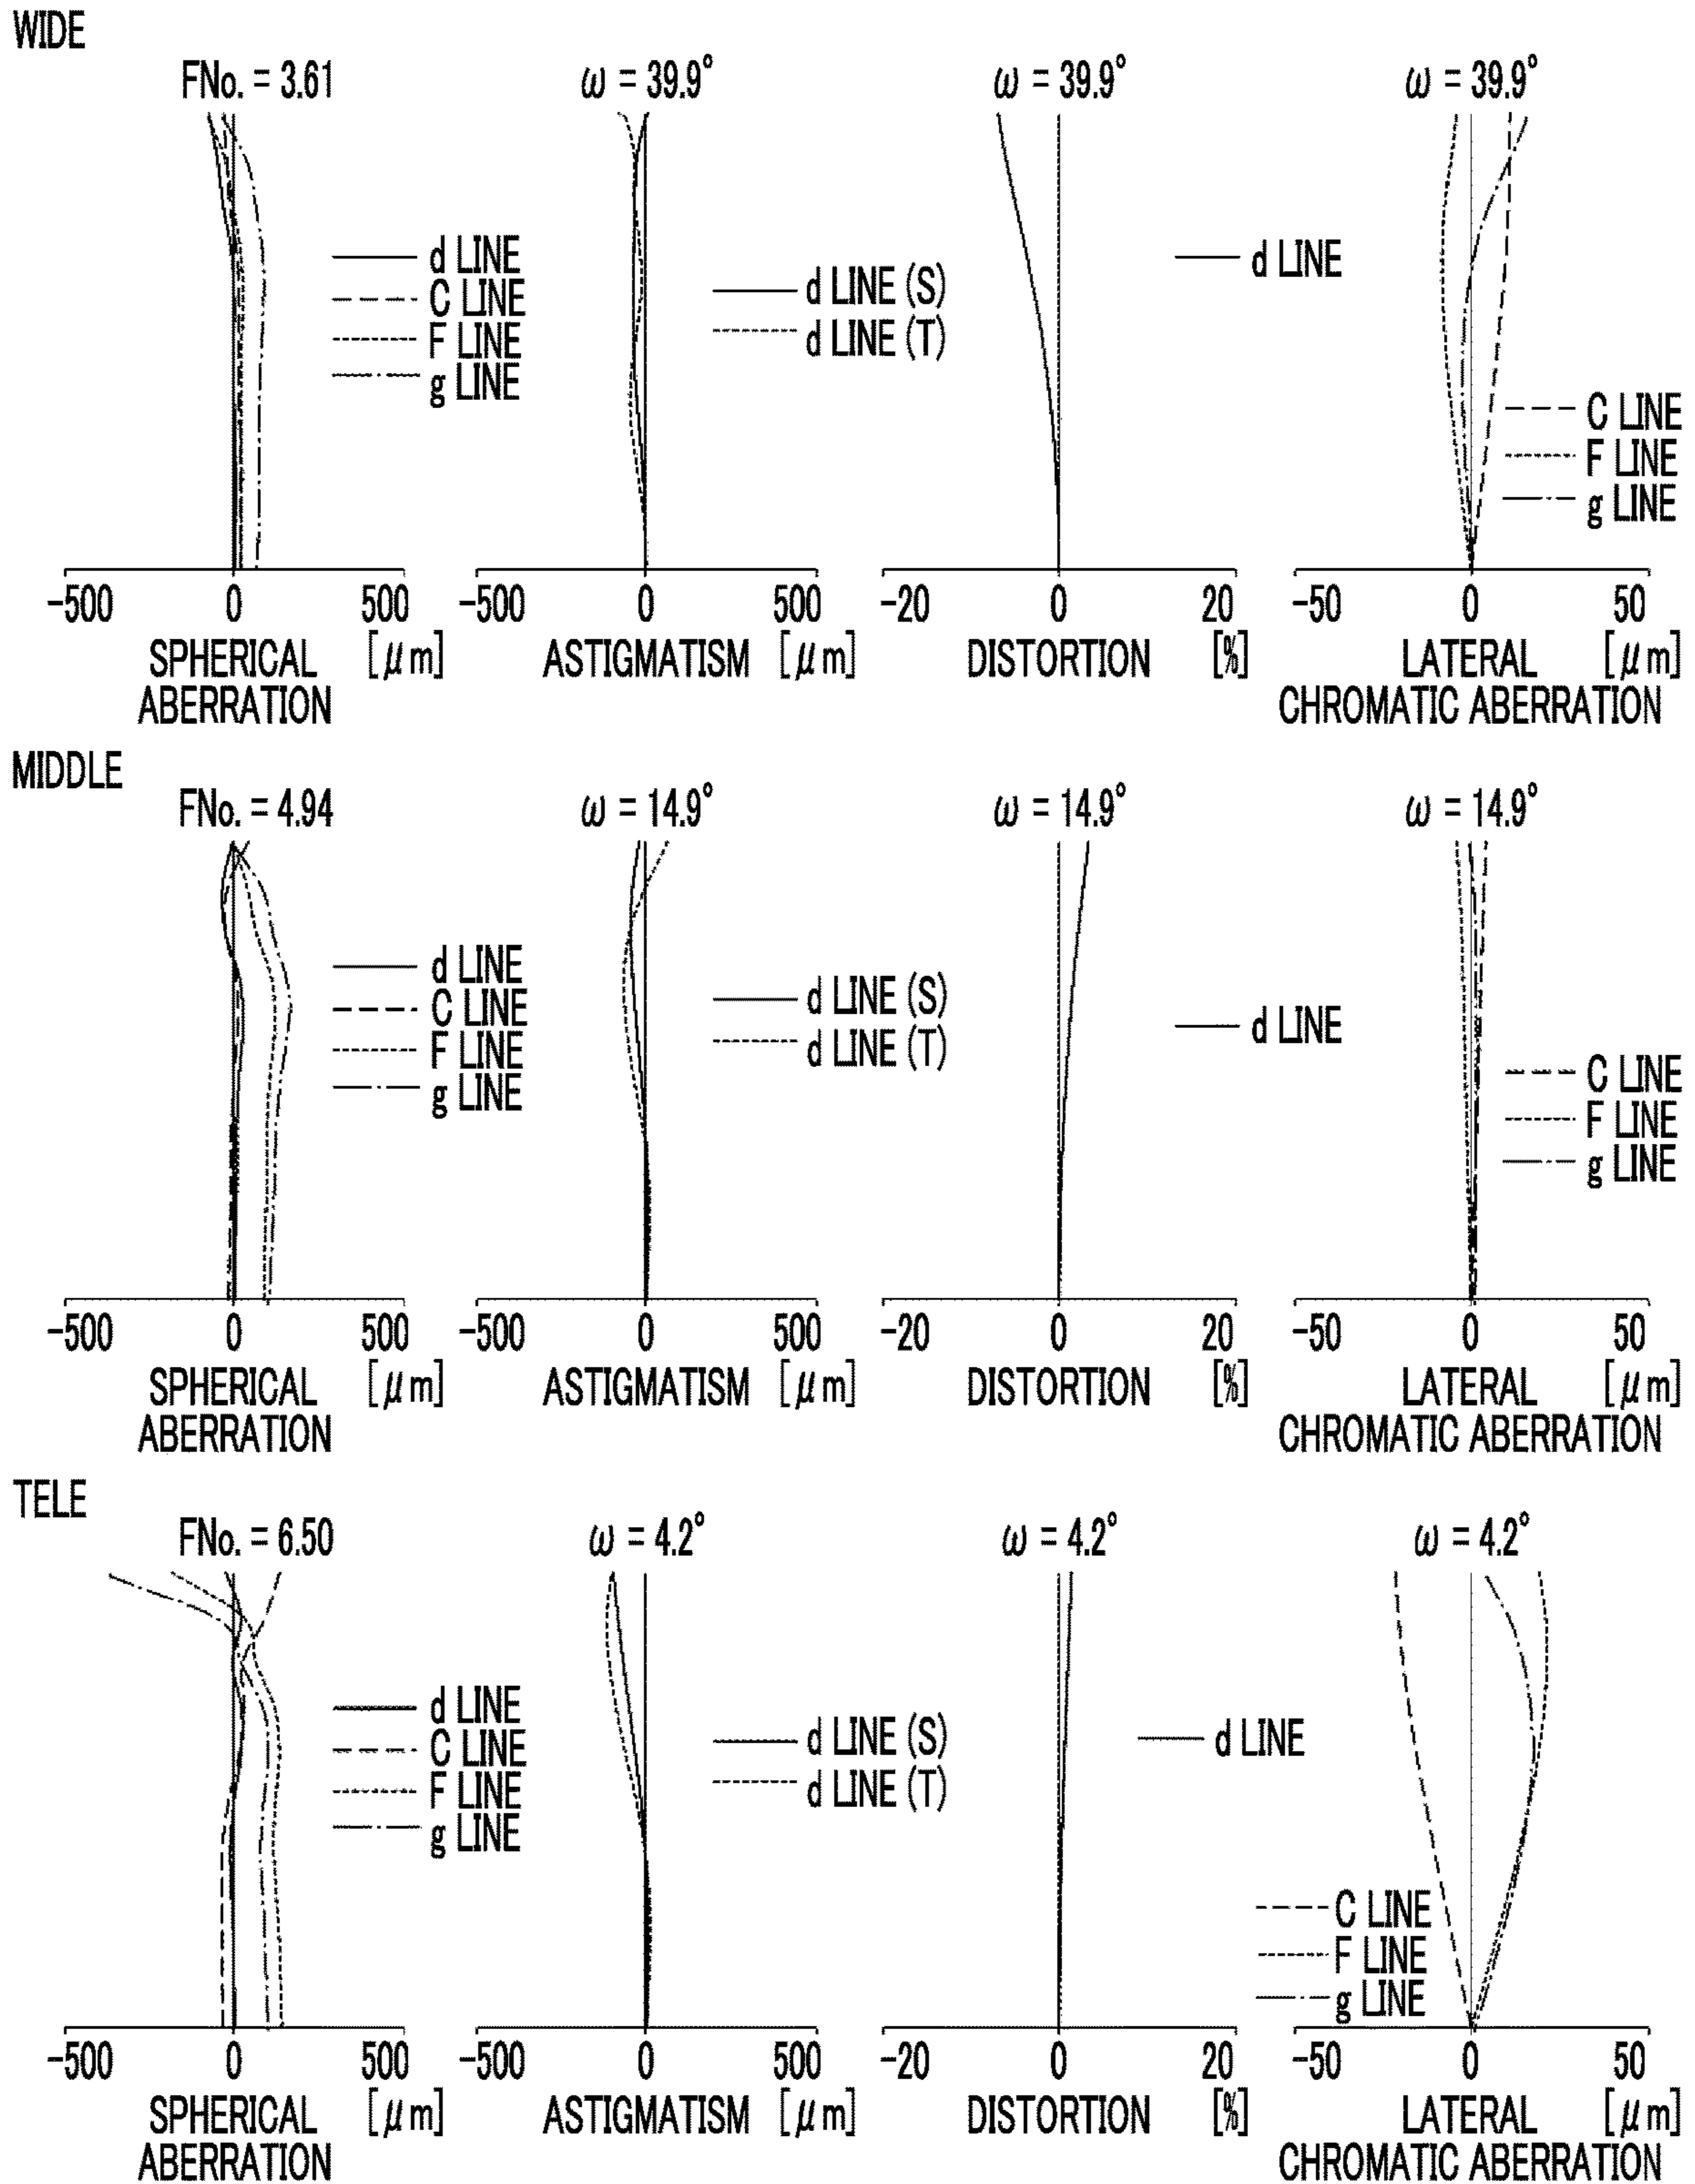 WIDE
FNo. = 3.61
ω = 39.9°
ω = 39.9°
ω = 39.9°
d LINE
C LINE
F LINE
g LINE
d LINE (S)
d LINE (T)
d LINE
C LINE
F LINE
g LINE
-500 0 500
-500 0 500
-20 0 20
-50 0 50
SPHERICAL ABERRATION [μm]
ASTIGMATISM [μm]
DISTORTION [%]
LATERAL CHROMATIC ABERRATION [μm]
MIDDLE
FNo. = 4.94
ω = 14.9°
ω = 14.9°
ω = 14.9°
d LINE
C LINE
F LINE
g LINE
d LINE (S)
d LINE (T)
d LINE
C LINE
F LINE
g LINE
-500 0 500
-500 0 500
-20 0 20
-50 0 50
SPHERICAL ABERRATION [μm]
ASTIGMATISM [μm]
DISTORTION [%]
LATERAL CHROMATIC ABERRATION [μm]
TELE
FNo. = 6.50
ω = 4.2°
ω = 4.2°
ω = 4.2°
d LINE
C LINE
F LINE
g LINE
d LINE (S)
d LINE (T)
d LINE
C LINE
F LINE
g LINE
-500 0 500
-500 0 500
-20 0 20
-50 0 50
SPHERICAL ABERRATION [μm]
ASTIGMATISM [μm]
DISTORTION [%]
LATERAL CHROMATIC ABERRATION [μm]